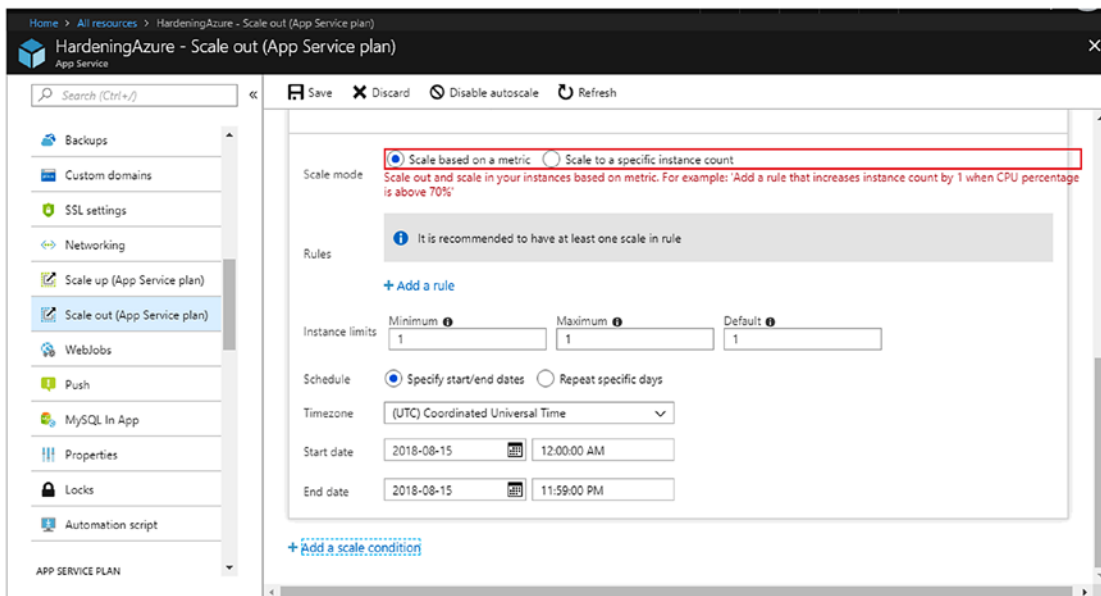 Home > All resources > HardeningAzure - Scale out (App Service plan)
HardeningAzure - Scale out (App Service plan)
App Service
Search (Ctrl+/)
Save Discard Disable autoscale Refresh
Backups
Custom domains
SSL settings
Networking
Scale up (App Service plan)
Scale out (App Service plan)
WebJobs
Push
MySQL In App
Properties
Locks
Automation script
APP SERVICE PLAN
Scale mode
Scale based on a metric Scale to a specific instance count
Scale out and scale in your instances based on metric. For example: 'Add a rule that increases instance count by 1 when CPU percentage
is above 70%'
Rules
It is recommended to have at least one scale in rule
+ Add a rule
Instance limits
Minimum Maximum Default
1 1 1
Schedule Specify start/end dates Repeat specific days
Timezone (UTC) Coordinated Universal Time
Start date 2018-08-15 12:00:00 AM
End date 2018-08-15 11:59:00 PM
+ Add a scale condition